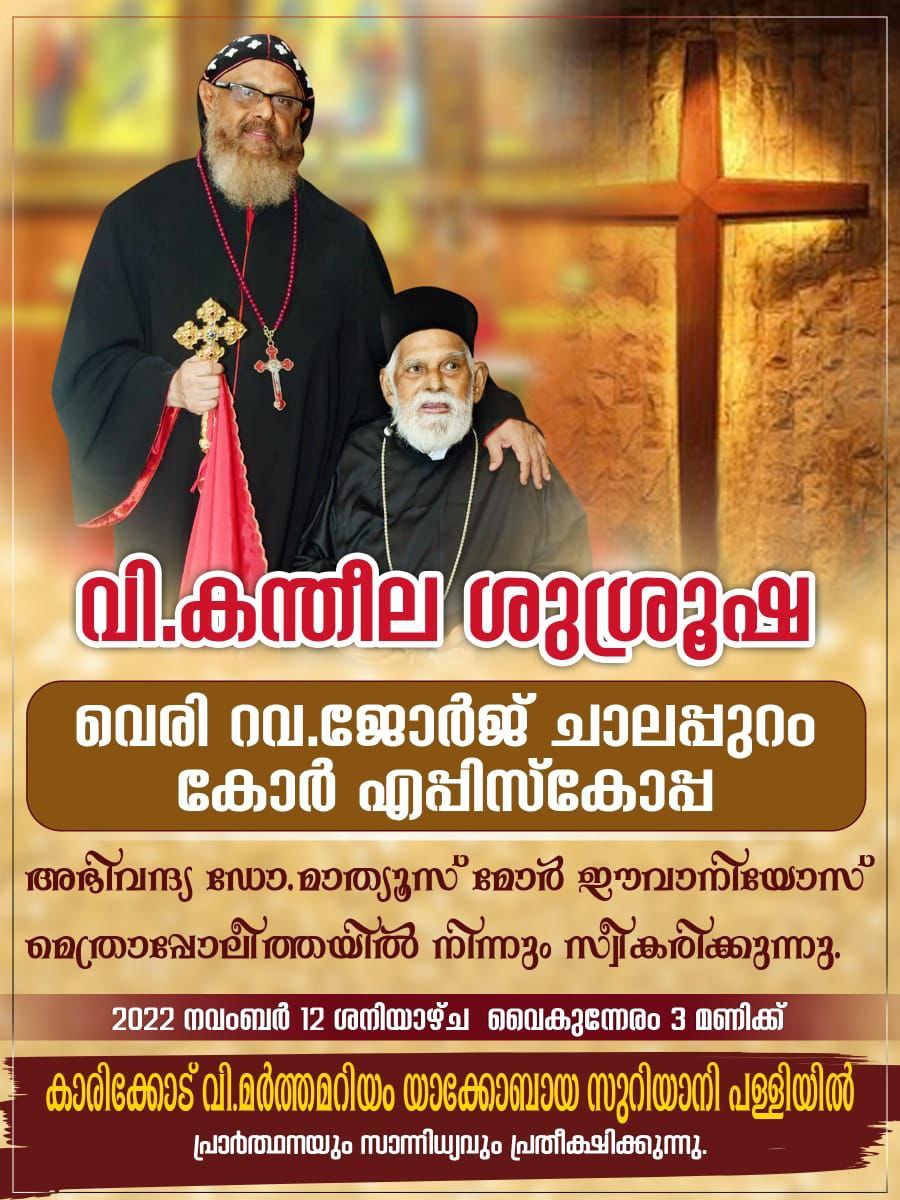 വി.കന്തീല ശുശ്രൂഷ
വെരി റവ.ജോർജ് ചാലപ്പുറം
കോർ എപ്പിസ്കോപ്പ
അഭിവന്ദ്യ ഡോ.മാത്യൂസ് മോർ ഈവാനിയോസ്
മെത്രാപ്പോലീത്തയിൽ നിന്നും സ്വീകരിക്കുന്നു.
2022 നവംബർ 12 ശനിയാഴ്ച വൈകുന്നേരം 3 മണിക്ക്
കാരിക്കോട് വി.മർത്തമറിയം യാക്കോബായ സുറിയാനി പള്ളിയിൽ
പ്രാർത്ഥനയും സാന്നിധ്യവും പ്രതീക്ഷിക്കുന്നു.